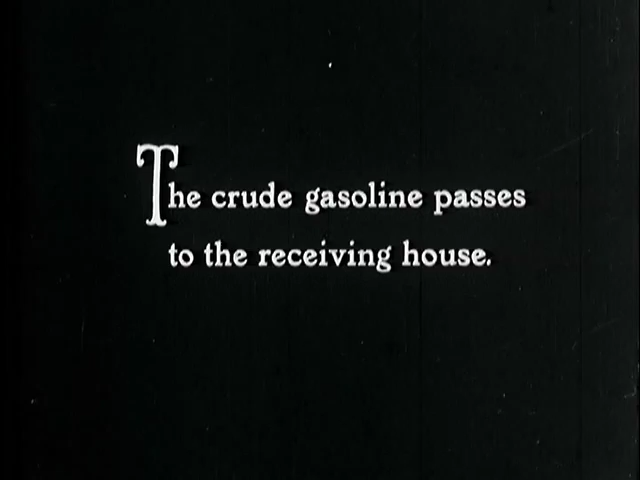 The crude gasoline passes
to the receiving house.